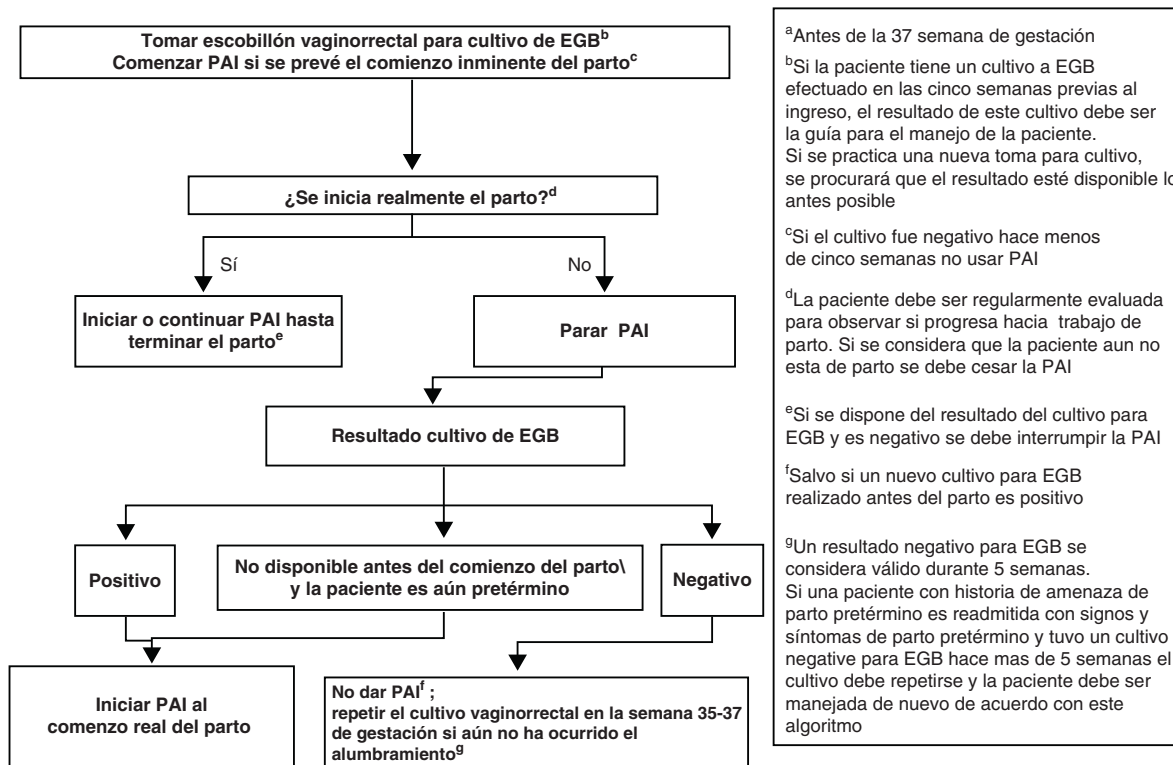 Tomar escobillón vaginorrectal para cultivo de EGBb
Comenzar PAI si se prevé el comienzo inminente del partoc
¿Se inicia realmente el parto?d
Sí
No
Iniciar o continuar PAI hasta
terminar el partoe
Parar PAI
Resultado cultivo de EGB
Positivo
No disponible antes del comienzo del parto\
y la paciente es aún pretérmino
Negativo
Iniciar PAI al
comenzo real del parto
No dar PAIf ;
repetir el cultivo vaginorrectal en la semana 35-37
de gestación si aún no ha ocurrido el
alumbramientog
aAntes de la 37 semana de gestación
bSi la paciente tiene un cultivo a EGB
efectuado en las cinco semanas previas al
ingreso, el resultado de este cultivo debe ser
la guía para el manejo de la paciente.
Si se practica una nueva toma para cultivo,
se procurará que el resultado esté disponible lo
antes posible
cSi el cultivo fue negativo hace menos
de cinco semanas no usar PAI
dLa paciente debe ser regularmente evaluada
para observar si progresa hacia trabajo de
parto. Si se considera que la paciente aun no
esta de parto se debe cesar la PAI
eSi se dispone del resultado del cultivo para
EGB y es negativo se debe interrumpir la PAI
fSalvo si un nuevo cultivo para EGB
realizado antes del parto es positivo
gUn resultado negativo para EGB se
considera válido durante 5 semanas.
Si una paciente con historia de amenaza de
parto pretérmino es readmitida con signos y
síntomas de parto pretérmino y tuvo un cultivo
negative para EGB hace mas de 5 semanas el
cultivo debe repetirse y la paciente debe ser
manejada de nuevo de acuerdo con este
algoritmo